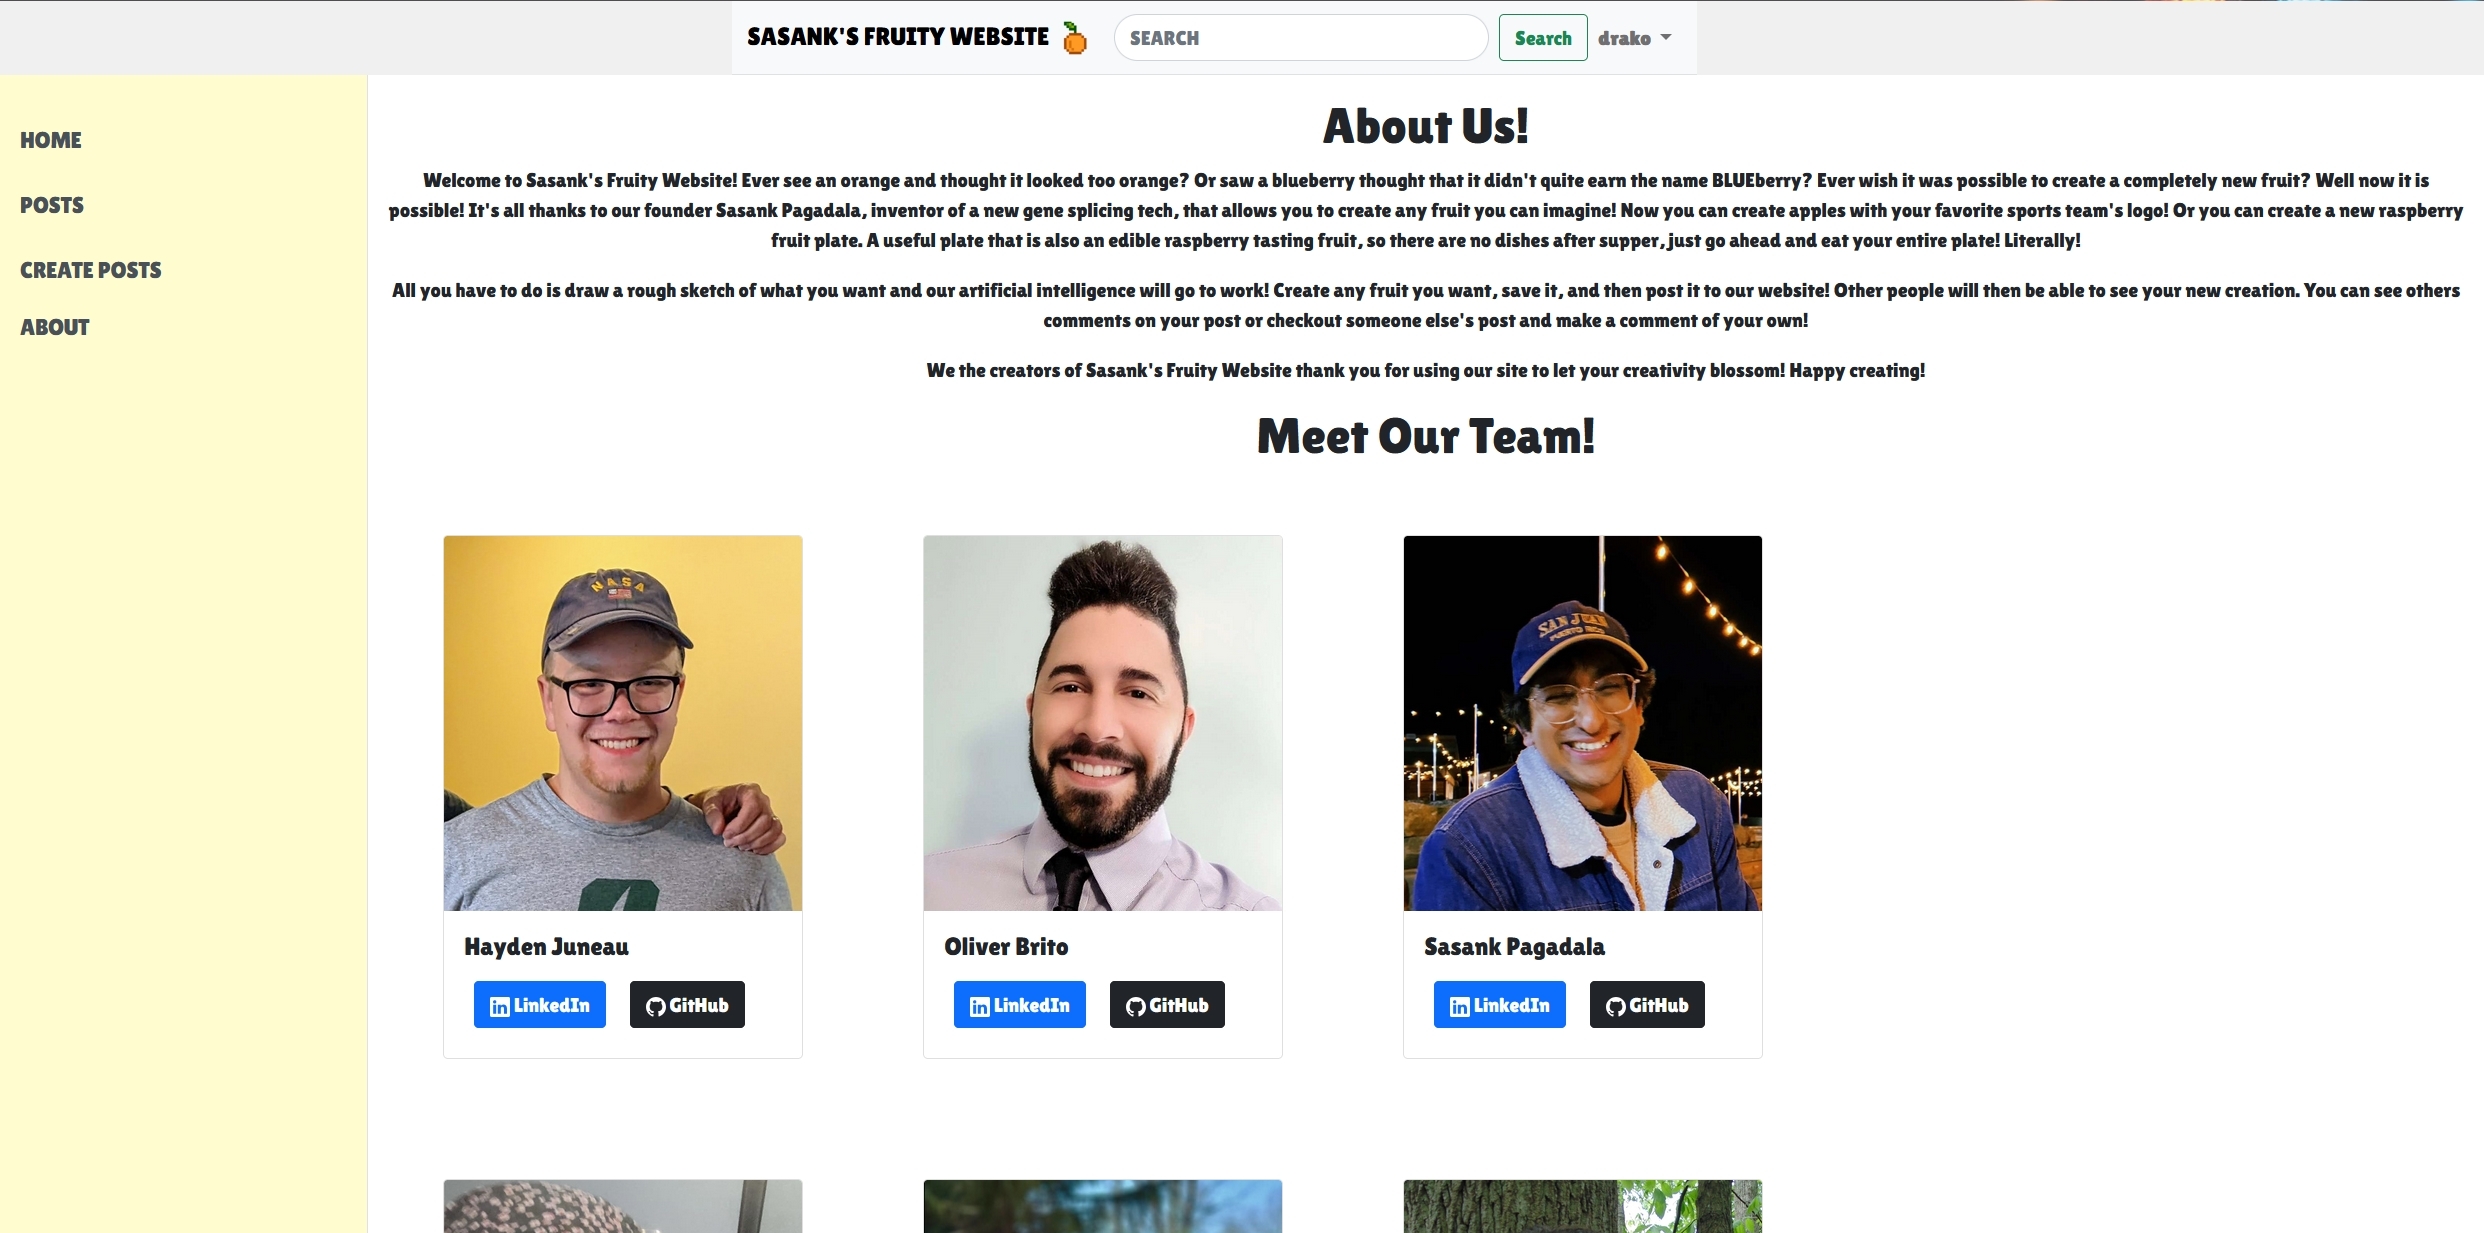 SASANK'S FRUITY WEBSITE
SEARCH
Search
drako
HOME
POSTS
CREATE POSTS
ABOUT
About Us!
Welcome to Sasank's Fruity Website! Ever see an orange and thought it looked too orange? Or saw a blueberry thought that it didn't quite earn the name BLUEberry? Ever wish it was possible to create a completely new fruit? Well now it is
possible! It's all thanks to our founder Sasank Pagadala, inventor of a new gene splicing tech, that allows you to create any fruit you can imagine! Now you can create apples with your favorite sports team's logo! Or you can create a new raspberry
fruit plate. A useful plate that is also an edible raspberry tasting fruit, so there are no dishes after supper, just go ahead and eat your entire plate! Literally!
All you have to do is draw a rough sketch of what you want and our artificial intelligence will go to work! Create any fruit you want, save it, and then post it to our website! Other people will then be able to see your new creation. You can see others
comments on your post or checkout someone else's post and make a comment of your own!
We the creators of Sasank's Fruity Website thank you for using our site to let your creativity blossom! Happy creating!
Meet Our Team!
NASA
SAN JUAN
PUERTO RICO
Hayden Juneau
Oliver Brito
Sasank Pagadala
in LinkedIn
GitHub
in LinkedIn
GitHub
in LinkedIn
GitHub